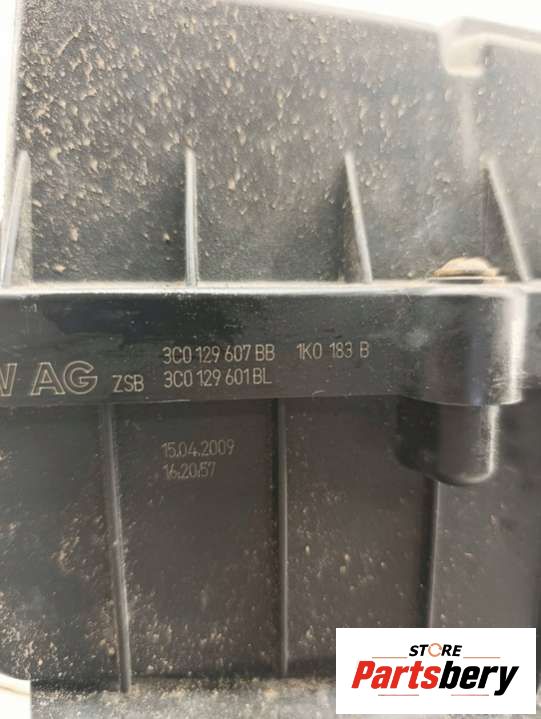 3C0 129 607 BB 1K0 183 B
AG ZSB 3C0 129 601 BL
15.04.2009
16:20:57
STORE
Partsbery